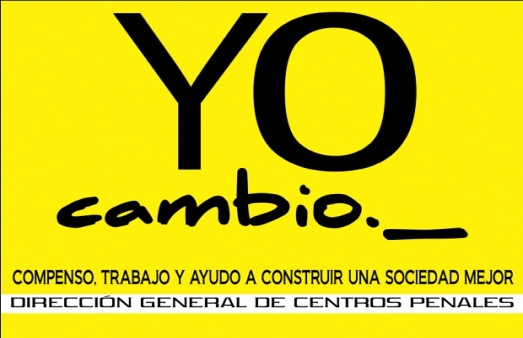 YO
cambio._
COMPENSO, TRABAJO Y AYUDO A CONSTRUIR UNA SOCIEDAD MEJOR
DIRECCIÓN GENERAL DE CENTROS PENALES